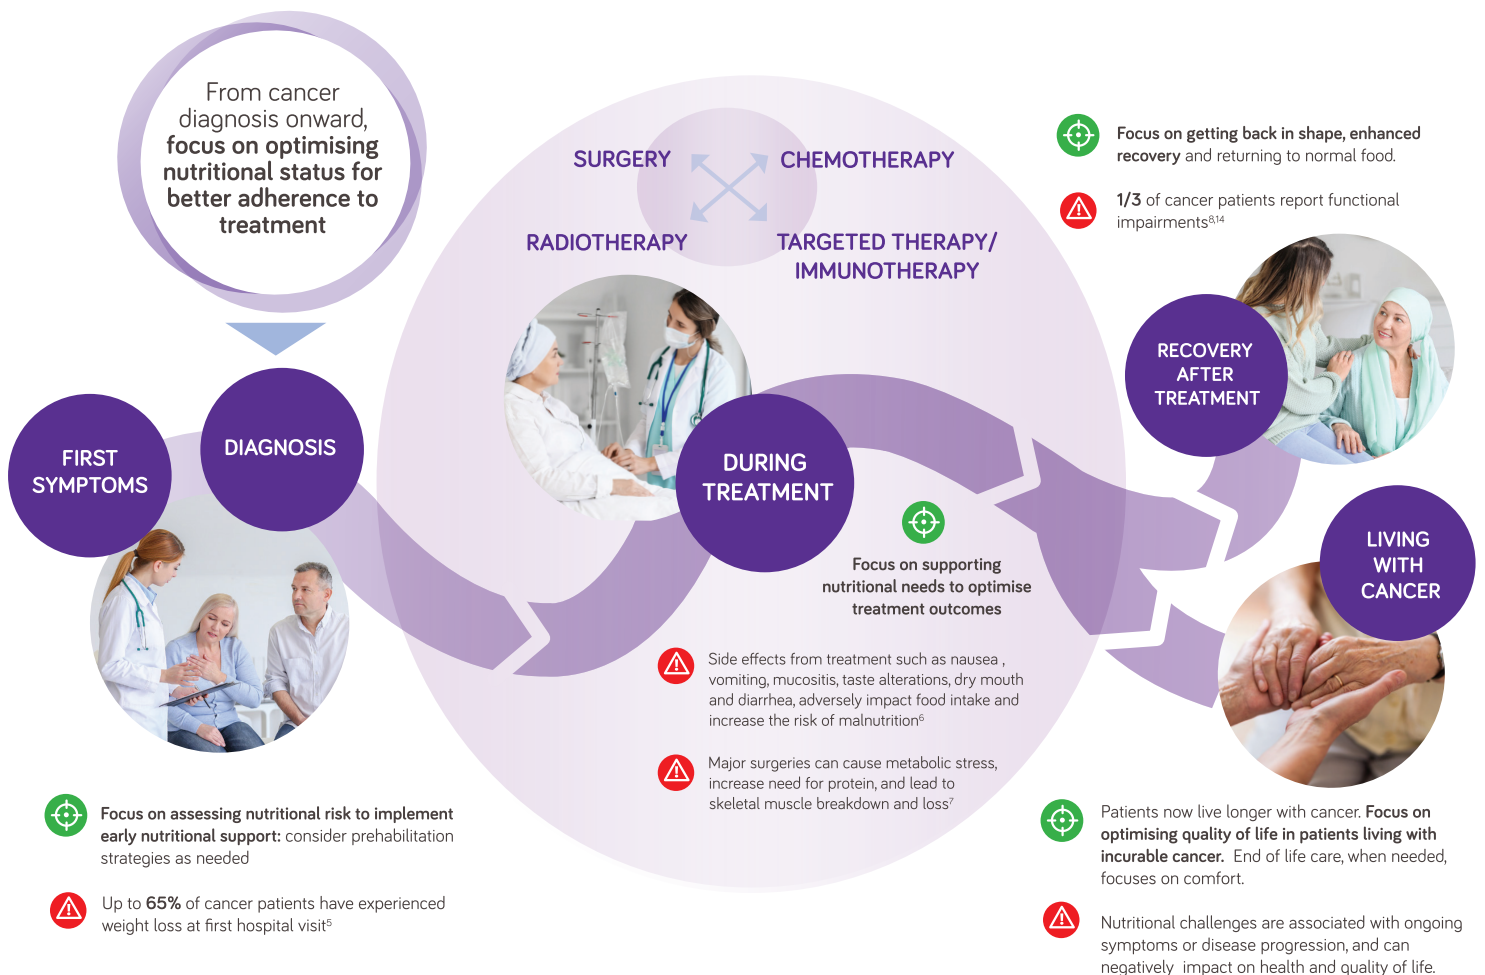 From cancer
diagnosis onward,
focus on optimising
nutritional status for
better adherence to
treatment
FIRST
SYMPTOMS
DIAGNOSIS
Focus on assessing nutritional risk to implement
early nutritional support: consider prehabilitation
strategies as needed
Up to 65% of cancer patients have experienced
weight loss at first hospital visit⁵
SURGERY
CHEMOTHERAPY
RADIOTHERAPY
TARGETED THERAPY/
IMMUNOTHERAPY
DURING
TREATMENT
Focus on supporting
nutritional needs to optimise
treatment outcomes
Side effects from treatment such as nausea ,
vomiting, mucositis, taste alterations, dry mouth
and diarrhea, adversely impact food intake and
increase the risk of malnutrition⁶
Major surgeries can cause metabolic stress,
increase need for protein, and lead to
skeletal muscle breakdown and loss⁷
Focus on getting back in shape, enhanced
recovery and returning to normal food.
1/3 of cancer patients report functional
impairments⁸,¹⁴
RECOVERY
AFTER
TREATMENT
LIVING
WITH
CANCER
Patients now live longer with cancer. Focus on
optimising quality of life in patients living with
incurable cancer. End of life care, when needed,
focuses on comfort.
Nutritional challenges are associated with ongoing
symptoms or disease progression, and can
negatively impact on health and quality of life.